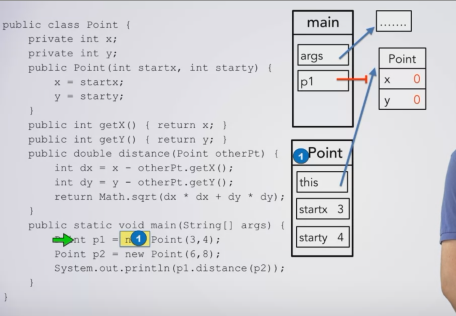 public class Point {
private int x;
private int y;
public Point(int startx, int starty) {
x = startx;
y = starty;
}
public int getX() { return x; }
public int getY() { return y; }
public double distance(Point otherPt) {
int dx = x - otherPt.getX();
int dy = y - otherPt.getY();
return Math.sqrt(dx * dx + dy * dy);
}
public static void main(String[] args) {
p1 = 1 Point(3,4);
Point p2 = new Point(6,8);
System.out.println(p1.distance(p2));
}
}
main
args
p1
.......
Point
x 0
y 0
1 Point
this
startx 3
starty 4